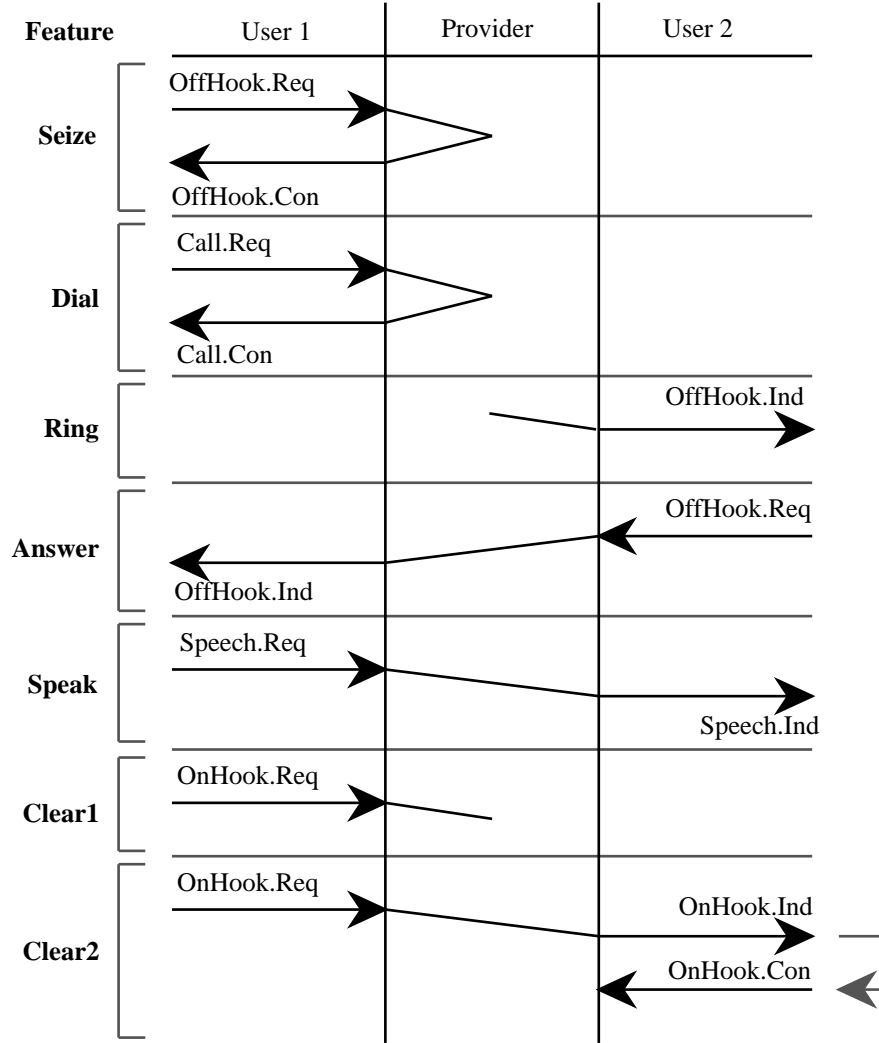 Feature User 1 Provider User 2
OffHook.Req
Seize
OffHook.Con
Call.Req
Dial
Call.Con
OffHook.Ind
Ring
OffHook.Req
Answer
OffHook.Ind
Speech.Req
Speak
Speech.Ind
OnHook.Req
Clear1
OnHook.Req
OnHook.Ind
Clear2
OnHook.Con